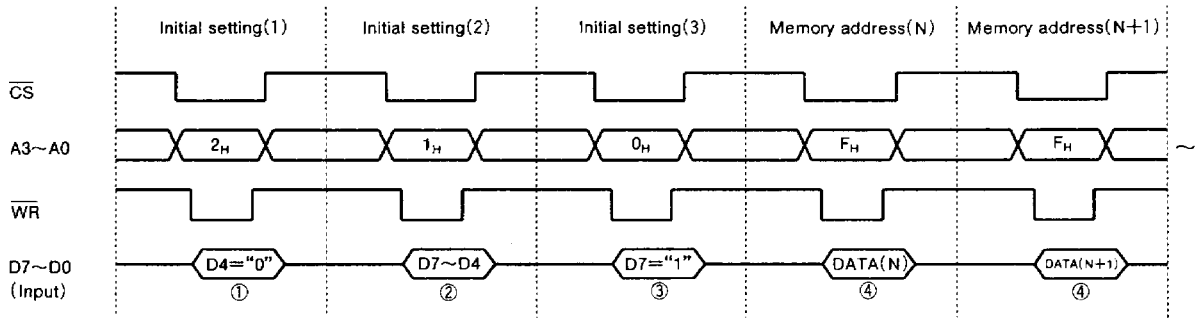 Initial setting(1) Initial setting(2) Initial setting(3) Memory address(N) Memory address(N+1)
CS
A3~A0 2H 1H 0H FH FH ~
WR
D7~D0 D4="0" D7~D4 D7="1" DATA(N) DATA(N+1)
(Input) ① ② ③ ④ ④